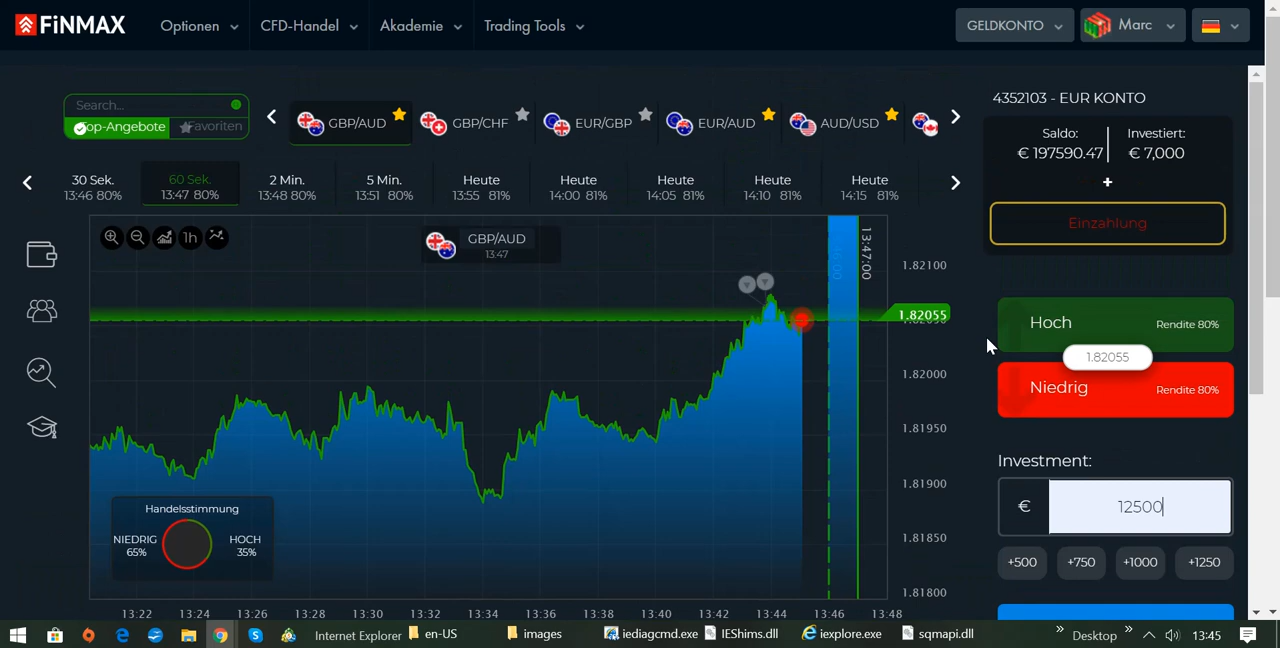 FiNMAX
Optionen
CFD-Handel
Akademie
Trading Tools
GELDKONTO
Marc
Search...
Top-Angebote
Favoriten
GBP/AUD
GBP/CHF
EUR/GBP
EUR/AUD
AUD/USD
30 Sek.
13:46 80%
60 Sek.
13:47 80%
2 Min.
13:48 80%
5 Min.
13:51 80%
Heute
13:55 81%
Heute
14:00 81%
Heute
14:05 81%
Heute
14:10 81%
Heute
14:15 81%
4352103 - EUR KONTO
Saldo:
€ 197590.47
Investiert:
€ 7,000
+
Einzahlung
1h
GBP/AUD
13:47
13:47:00
1.82100
1.82055
1.82000
1.81950
1.81900
1.81850
1.81800
Handelsstimmung
NIEDRIG
65%
HOCH
35%
13:22
13:24
13:26
13:28
13:30
13:32
13:34
13:36
13:38
13:40
13:42
13:44
13:46
13:48
Hoch
Rendite 80%
1.82055
Niedrig
Rendite 80%
Investment:
€
12500
+500
+750
+1000
+1250
Internet Explorer
en-US
images
iediagcmd.exe
IEShims.dll
iexplore.exe
sqmapi.dll
Desktop
13:45